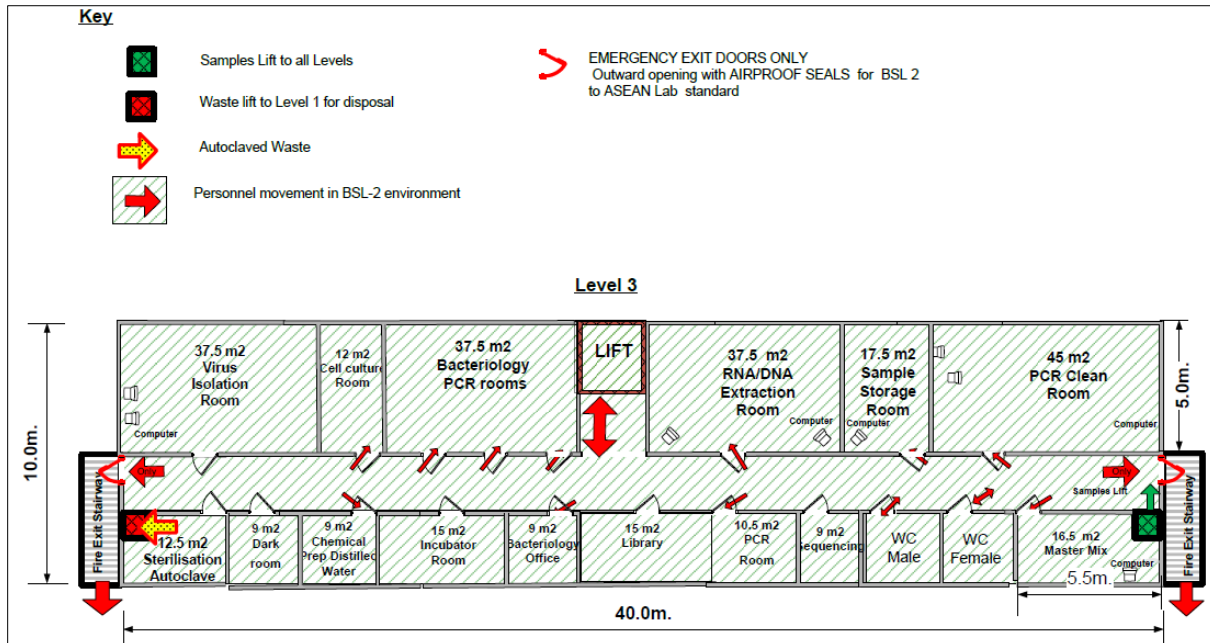 Key
Samples Lift to all Levels
Waste lift to Level 1 for disposal
Autoclaved Waste
Personnel movement in BSL-2 environment
EMERGENCY EXIT DOORS ONLY
Outward opening with AIRPROOF SEALS for BSL 2
to ASEAN Lab standard
Level 3
37.5 m2
Virus
Isolation
Room
Computer
12 m2
Cell culture
Room
37.5 m2
Bacteriology
PCR rooms
LIFT
37.5 m2
RNA/DNA
Extraction
Room
Computer
17.5 m2
Sample
Storage
Room
Computer
45 m2
PCR Clean
Room
Computer
5.0m.
10.0m.
Only
Only
Samples Lift
Fire Exit Stairway
12.5 m2
Sterilisation
Autoclave
9 m2
Dark
room
9 m2
Chemical
Prep Distilled
Water
15 m2
Incubator
Room
9 m2
Bacteriology
Office
15 m2
Library
10.5 m2
PCR
Room
9 m2
Sequencing
WC
Male
WC
Female
16.5 m2
Master Mix
Computer
Fire Exit Stairway
5.5m.
40.0m.